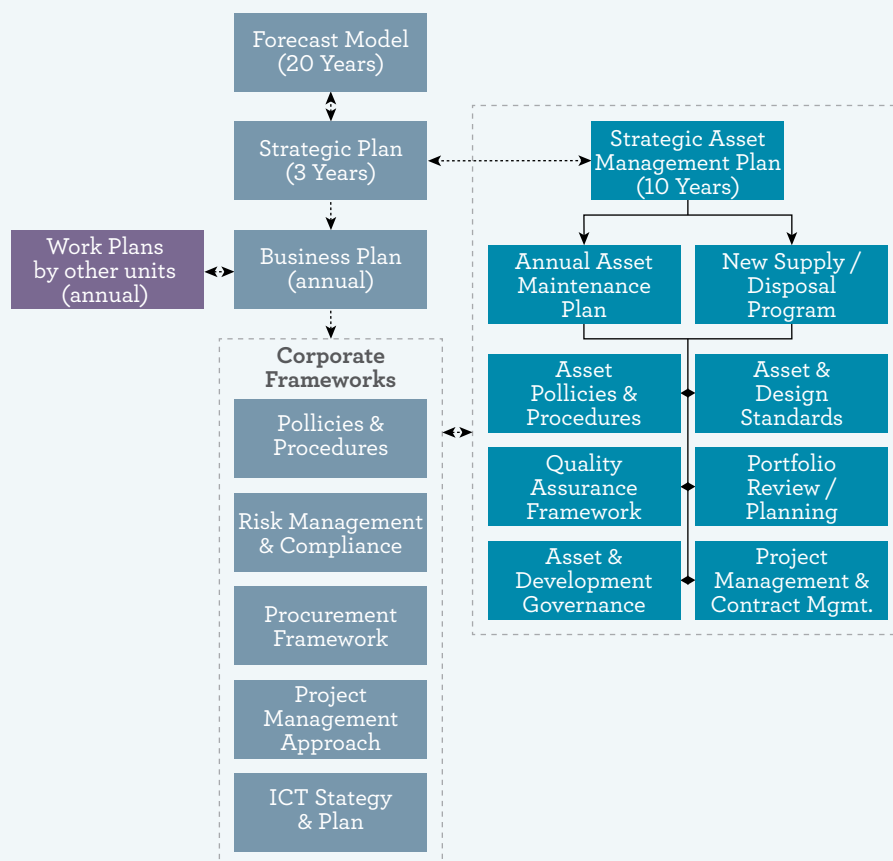 Forecast Model
(20 Years)
Strategic Plan
(3 Years)
Strategic Asset
Management Plan
(10 Years)
Work Plans
by other units
(annual)
Business Plan
(annual)
Annual Asset
Maintenance
Plan
New Supply /
Disposal
Program
Corporate
Frameworks
Pollicies &
Procedures
Risk Management
& Compliance
Procurement
Framework
Project
Management
Approach
ICT Stategy
& Plan
Asset
Policies &
Procedures
Asset &
Design
Standards
Quality
Assurance
Framework
Portfolio
Review /
Planning
Asset &
Development
Governance
Project
Management &
Contract Mgmt.